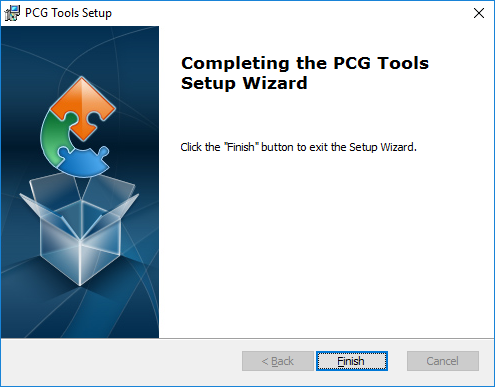 PCG Tools Setup
Completing the PCG Tools
Setup Wizard
Click the "Finish" button to exit the Setup Wizard.
< Back
Finish
Cancel